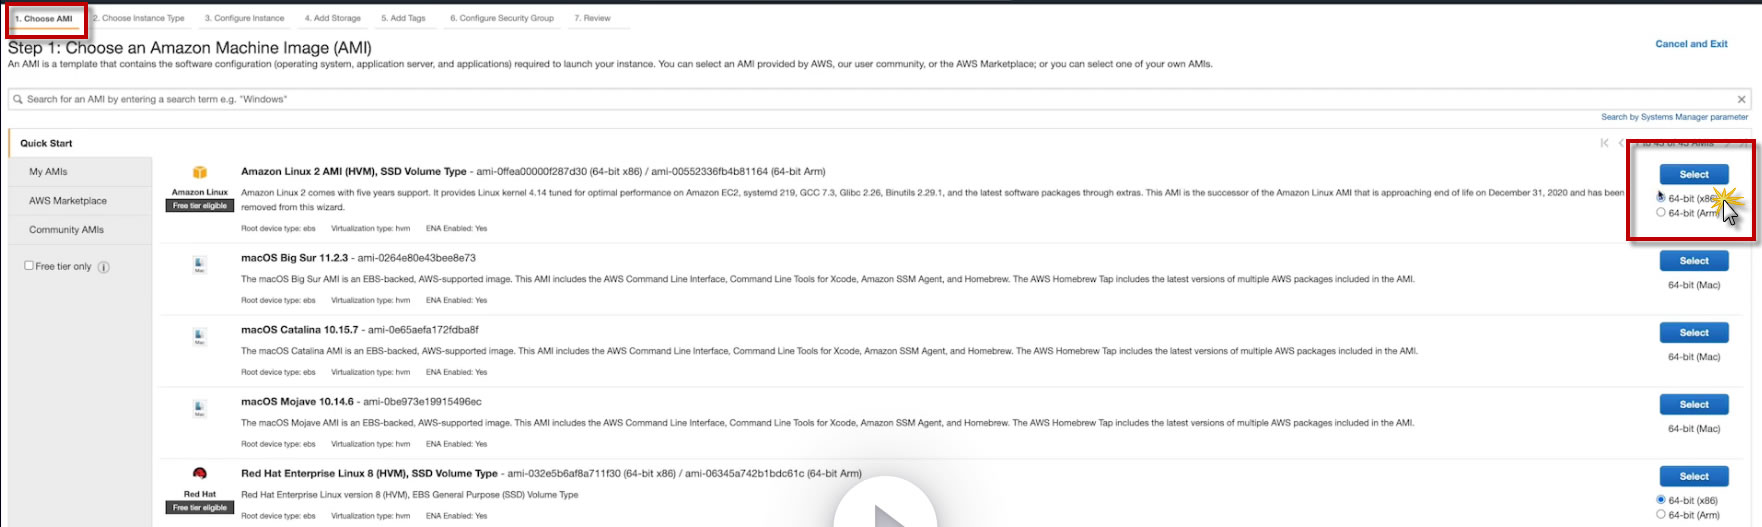 1. Choose AMI 2. Choose Instance Type 3. Configure Instance 4. Add Storage 5. Add Tags 6. Configure Security Group 7. Review
Step 1: Choose an Amazon Machine Image (AMI)
Cancel and Exit
An AMI is a template that contains the software configuration (operating system, application server, and applications) required to launch your instance. You can select an AMI provided by AWS, our user community, or the AWS Marketplace; or you can select one of your own AMIs.
Search for an AMI by entering a search term e.g. "Windows"
Search by Systems Manager parameter
Quick Start
My AMIs
AWS Marketplace
Community AMIs
Free tier only
AMIs
Amazon Linux
Free tier eligible
Amazon Linux 2 AMI (HVM), SSD Volume Type - ami-0ffea00000f287d30 (64-bit x86) / ami-00552336fb4b81164 (64-bit Arm)
Amazon Linux 2 comes with five years support. It provides Linux kernel 4.14 tuned for optimal performance on Amazon EC2, systemd 219, GCC 7.3, Glibc 2.26, Binutils 2.29.1, and the latest software packages through extras. This AMI is the successor of the Amazon Linux AMI that is approaching end of life on December 31, 2020 and has been
removed from this wizard.
Root device type: ebs Virtualization type: hvm ENA Enabled: Yes
Select
64-bit (x86
64-bit (Arm
Mac
macOS Big Sur 11.2.3 - ami-0264e80e43bee8e73
The macOS Big Sur AMI is an EBS-backed, AWS-supported image. This AMI includes the AWS Command Line Interface, Command Line Tools for Xcode, Amazon SSM Agent, and Homebrew. The AWS Homebrew Tap includes the latest versions of multiple AWS packages included in the AMI.
Root device type: ebs Virtualization type: hvm ENA Enabled: Yes
Select
64-bit (Mac)
Mac
macOS Catalina 10.15.7 - ami-0e65aefa172fdba8f
The macOS Catalina AMI is an EBS-backed, AWS-supported image. This AMI includes the AWS Command Line Interface, Command Line Tools for Xcode, Amazon SSM Agent, and Homebrew. The AWS Homebrew Tap includes the latest versions of multiple AWS packages included in the AMI.
Root device type: ebs Virtualization type: hvm ENA Enabled: Yes
Select
64-bit (Mac)
Mac
macOS Mojave 10.14.6 - ami-0be973e19915496ec
The macOS Mojave AMI is an EBS-backed, AWS-supported image. This AMI includes the AWS Command Line Interface, Command Line Tools for Xcode, Amazon SSM Agent, and Homebrew. The AWS Homebrew Tap includes the latest versions of multiple AWS packages included in the AMI.
Root device type: ebs Virtualization type: hvm ENA Enabled: Yes
Select
64-bit (Mac)
Red Hat
Free tier eligible
Red Hat Enterprise Linux 8 (HVM), SSD Volume Type - ami-032e5b6af8a711f30 (64-bit x86) / ami-06345a742b1bdc61c (64-bit Arm)
Red Hat Enterprise Linux version 8 (HVM), EBS General Purpose (SSD) Volume Type
Root device type: ebs Virtualization type: hvm ENA Enabled: Yes
Select
64-bit (x86)
64-bit (Arm)